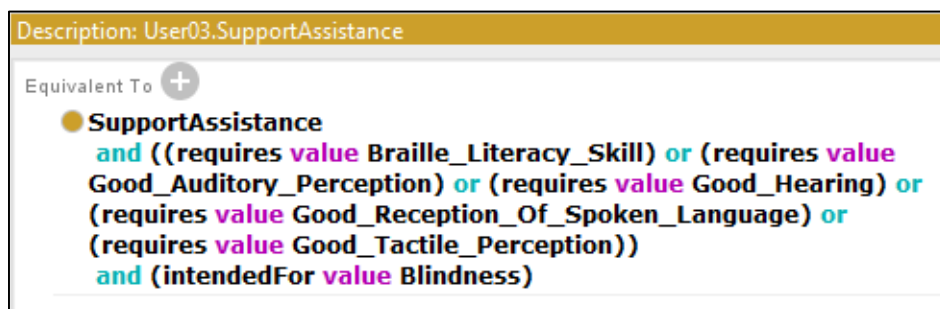 Description: User03.SupportAssistance
Equivalent To +
SupportAssistance
and ((requires value Braille_Literacy_Skill) or (requires value
Good_Auditory_Perception) or (requires value Good_Hearing) or
(requires value Good_Reception_Of_Spoken_Language) or
(requires value Good_Tactile_Perception))
and (intendedFor value Blindness)